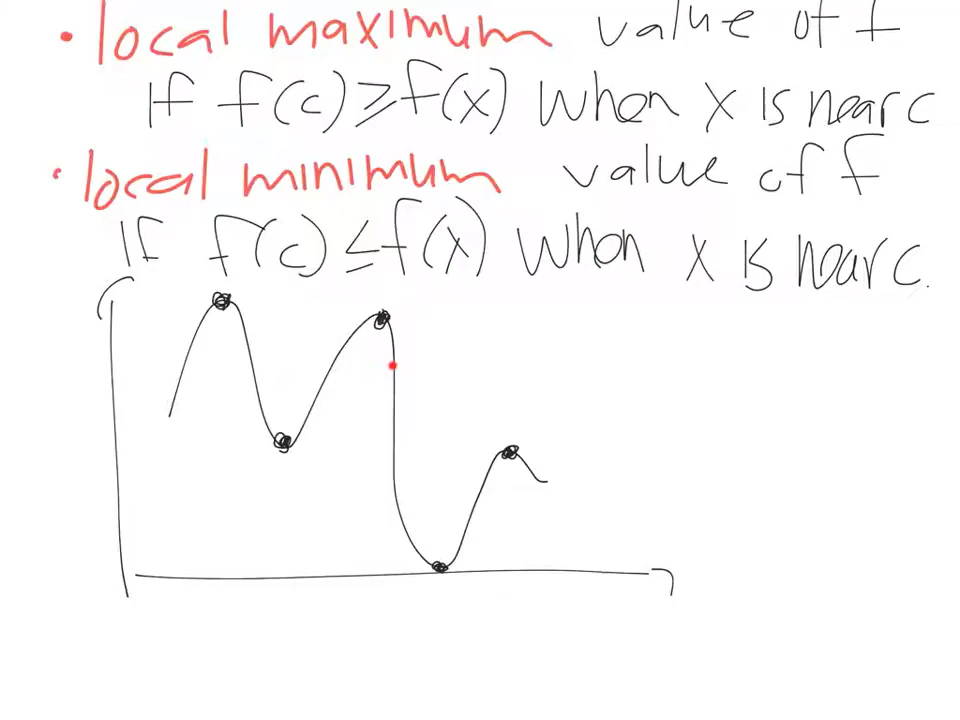 • local maximum value of f
If f(c) ≥ f(x) when x is near c
• local minimum value of f
If f(c) ≤ f(x) when x is near c.